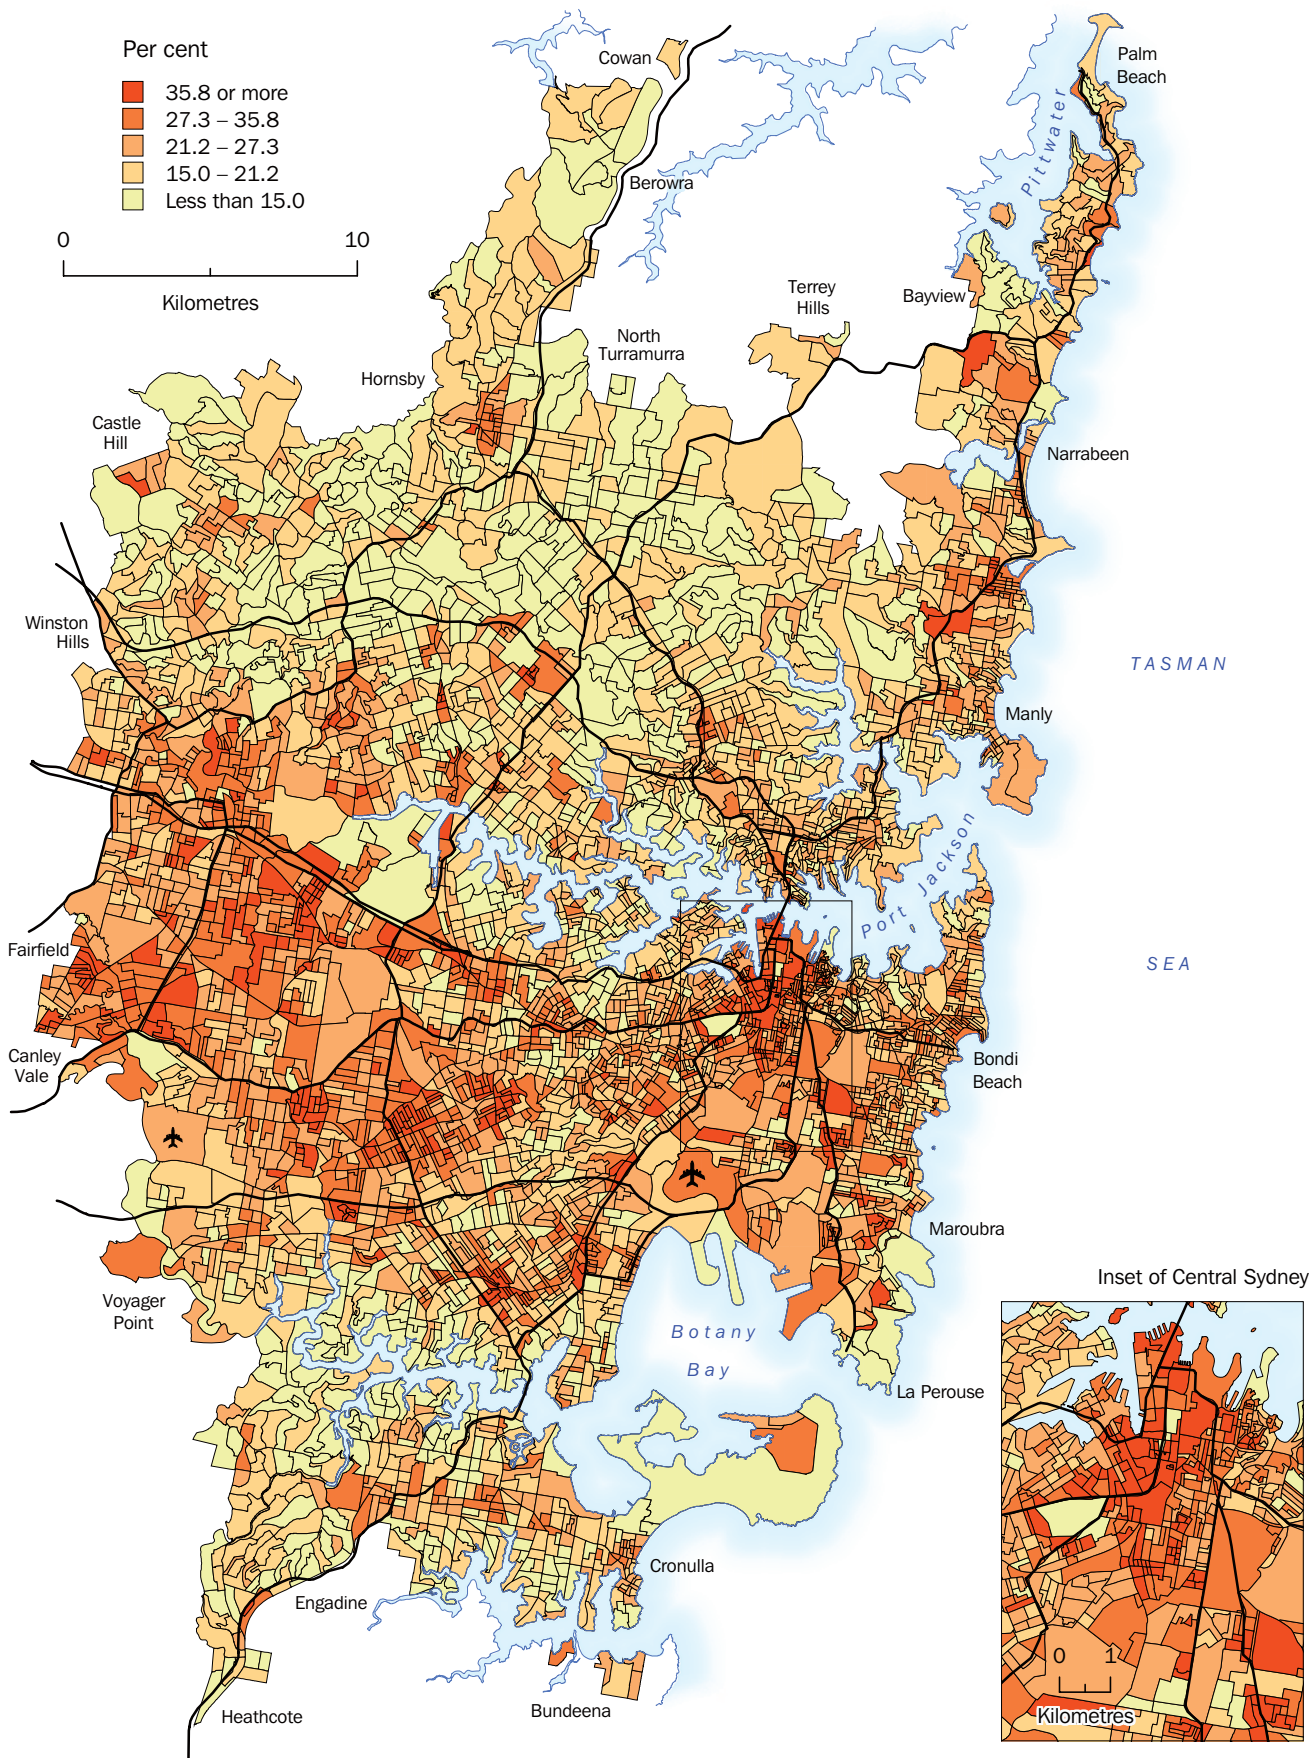 Per cent
35.8 or more
27.3 – 35.8
21.2 – 27.3
15.0 – 21.2
Less than 15.0
0 10
Kilometres
Cowan
Palm
Beach
Pittwater
Berowra
Terrey
Hills
Bayview
North
Turramurra
Hornsby
Castle
Hill
Narrabeen
Winston
Hills
TASMAN
Manly
Port Jackson
Fairfield
SEA
Canley
Vale
Bondi
Beach
Maroubra
Inset of Central Sydney
Voyager
Point
Botany
Bay
La Perouse
Cronulla
Engadine
0 1
Kilometres
Bundeena
Heathcote